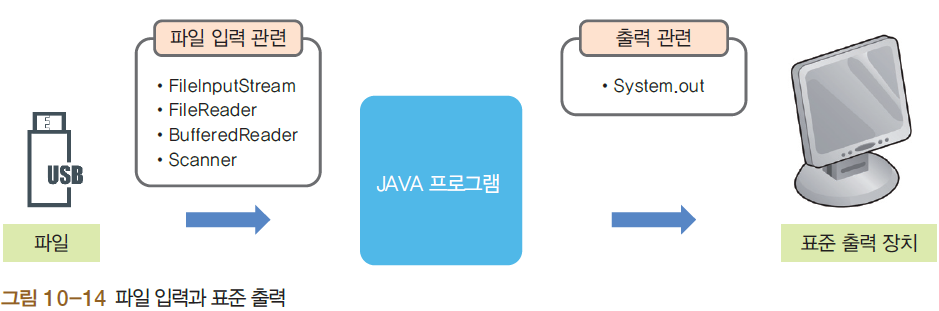 파일 입력 관련
• FileInputStream
• FileReader
• BufferedReader
• Scanner
출력 관련
• System.out
USB
JAVA 프로그램
파일
표준 출력 장치
그림 10-14 파일 입력과 표준 출력